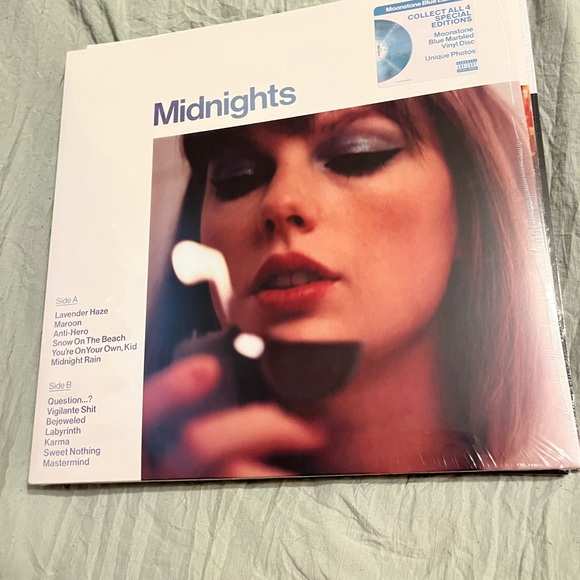 Moonstone Blue
COLLECT ALL 4
SPECIAL
EDITIONS
Moonstone
Blue Marbled
Vinyl Disc
Unique Photos
Midnights
Side A
Lavender Haze
Maroon
Anti-Hero
Snow On The Beach
You're On Your Own, Kid
Midnight Rain
Side B
Question...?
Vigilante Shit
Bejeweled
Labyrinth
Karma
Sweet Nothing
Mastermind